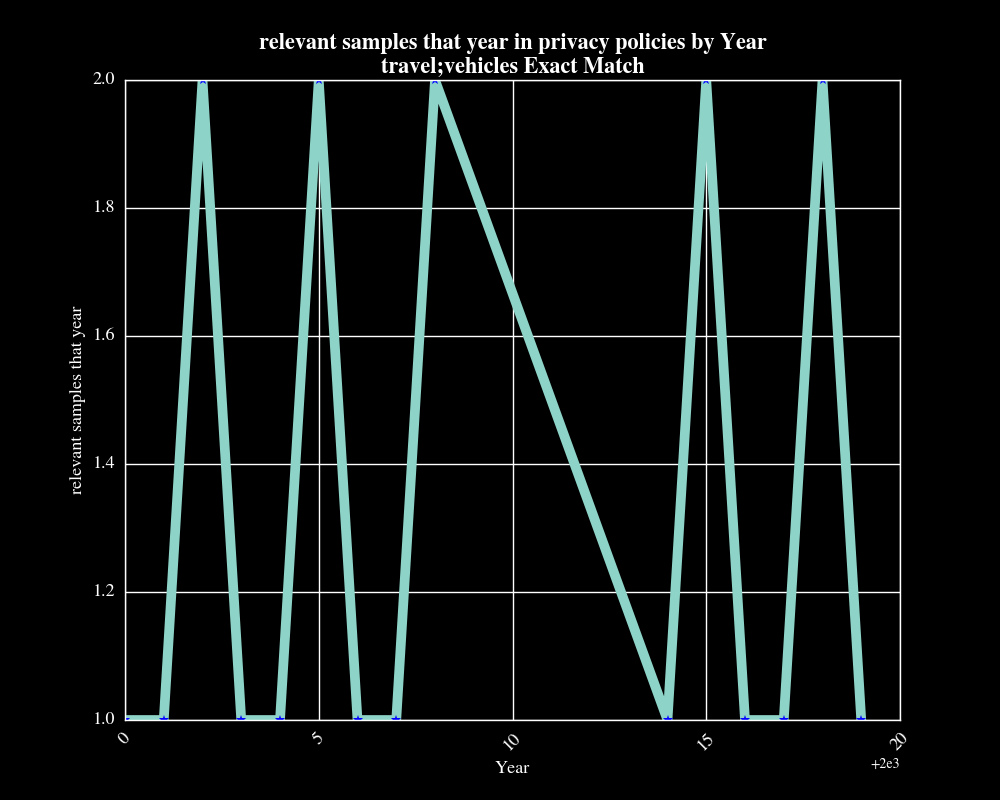 relevant samples that year in privacy policies by Year
travel;vehicles Exact Match
2.0
1.8
1.6
1.4
1.2
1.0
relevant samples that year
0
5
10
15
20
+2e3
Year